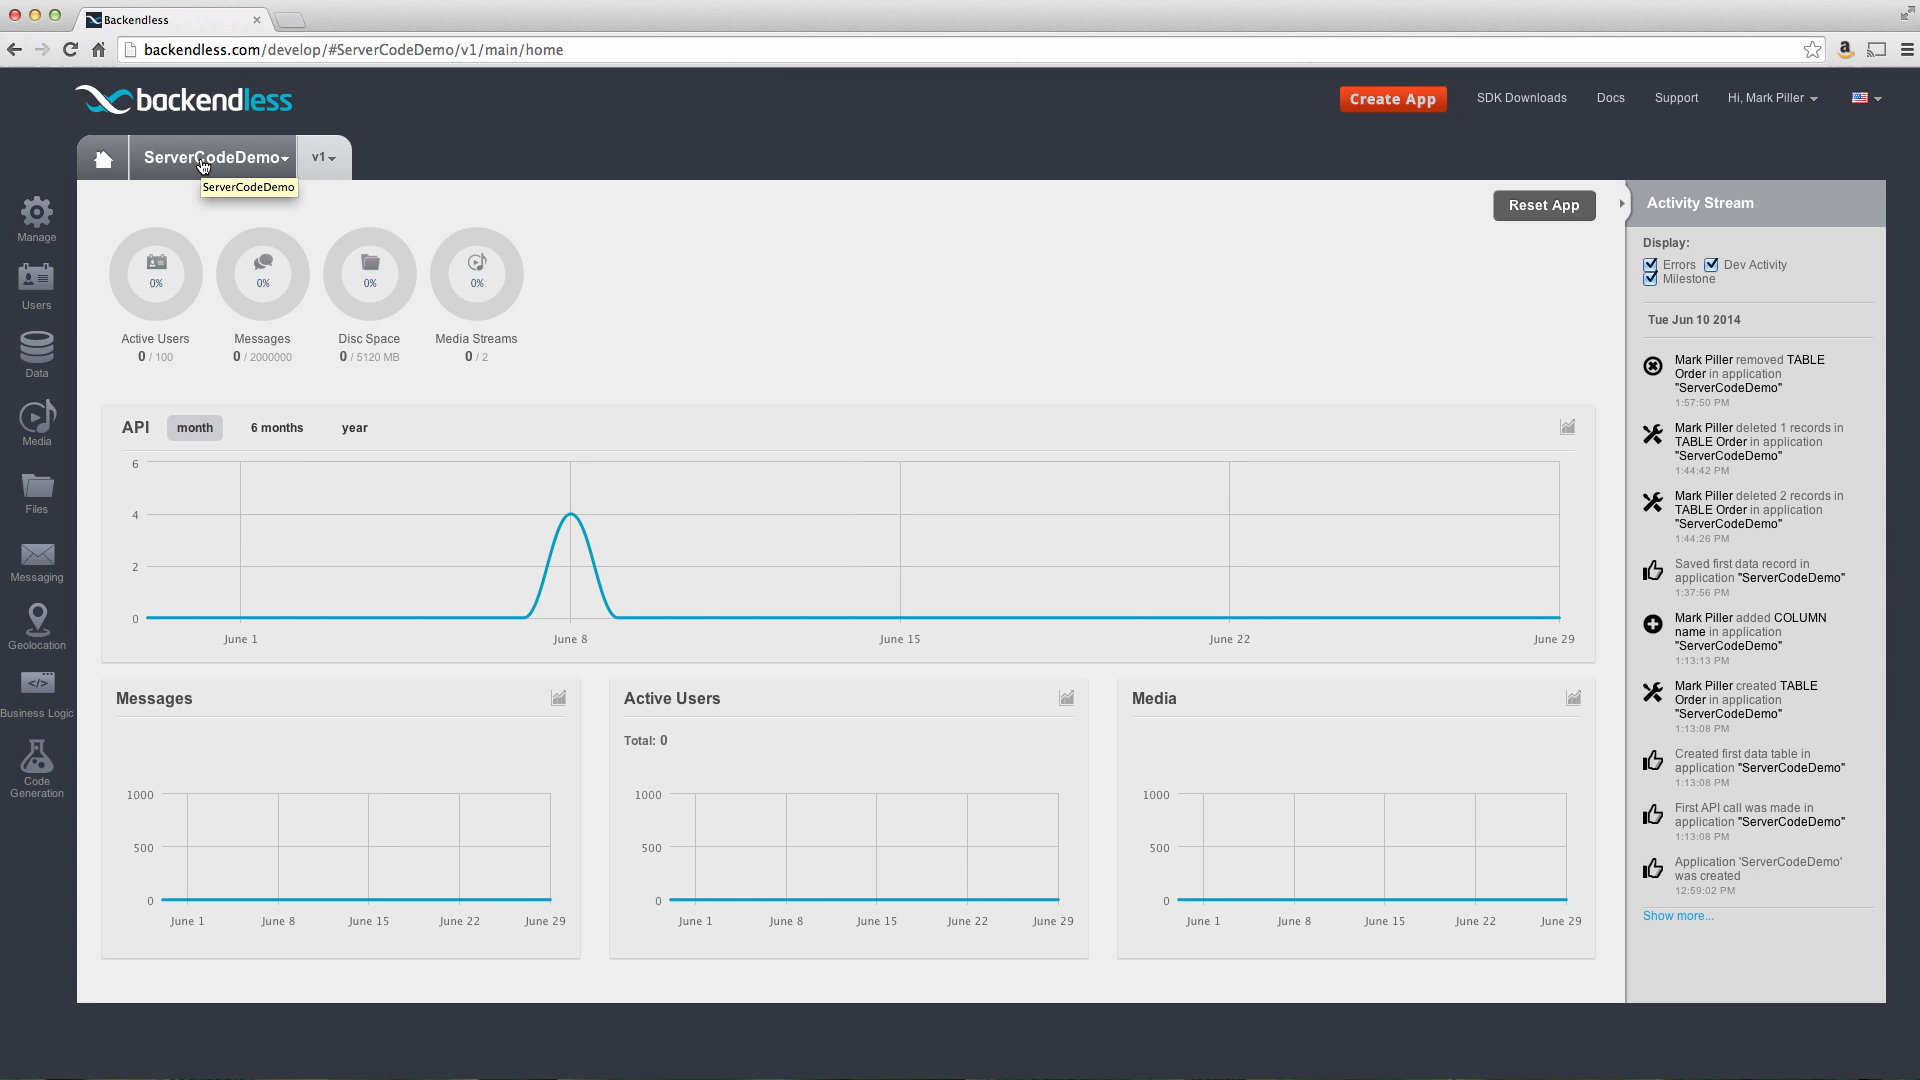 Backendless
backendless.com/develop/#ServerCodeDemo/v1/main/home
backendless
Create App
SDK Downloads
Docs
Support
Hi, Mark Piller
ServerCodeDemo
v1
ServerCodeDemo
Manage
Users
Data
Media
Files
Messaging
Geolocation
Business Logic
Code
Generation
Reset App
0%
0%
0%
0%
Active Users
Messages
Disc Space
Media Streams
0 / 100
0 / 2000000
0 / 5120 MB
0 / 2
API
month
6 months
year
6
4
2
0
June 1
June 8
June 15
June 22
June 29
Messages
1000
500
0
June 1
June 8
June 15
June 22
June 29
Active Users
Total: 0
1000
500
0
June 1
June 8
June 15
June 22
June 29
Media
1000
500
0
June 1
June 8
June 15
June 22
June 29
Activity Stream
Display:
Errors
Dev Activity
Milestone
Tue Jun 10 2014
Mark Piller removed TABLE
Order in application
"ServerCodeDemo"
1:57:50 PM
Mark Piller deleted 1 records in
TABLE Order in application
"ServerCodeDemo"
1:44:42 PM
Mark Piller deleted 2 records in
TABLE Order in application
"ServerCodeDemo"
1:44:26 PM
Saved first data record in
application "ServerCodeDemo"
1:37:56 PM
Mark Piller added COLUMN
name in application
"ServerCodeDemo"
1:13:13 PM
Mark Piller created TABLE
Order in application
"ServerCodeDemo"
1:13:08 PM
Created first data table in
application "ServerCodeDemo"
1:13:08 PM
First API call was made in
application "ServerCodeDemo"
1:13:08 PM
Application 'ServerCodeDemo'
was created
12:59:02 PM
Show more...